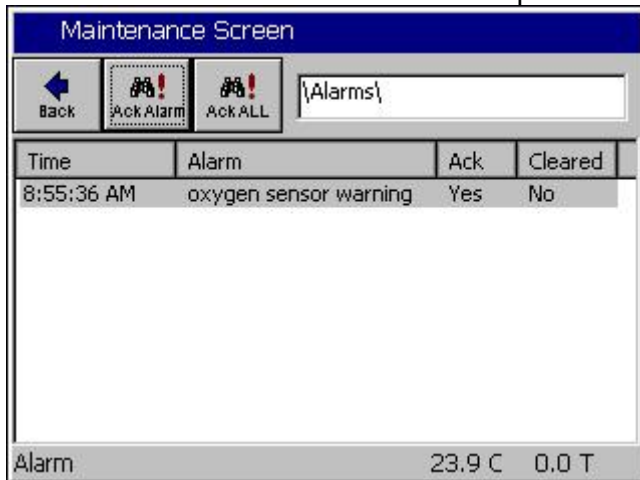 Maintenance Screen
Back
Ack Alarm
Ack ALL
\Alarms\
Time Alarm Ack Cleared
8:55:36 AM oxygen sensor warning Yes No
Alarm 23.9 C 0.0 T